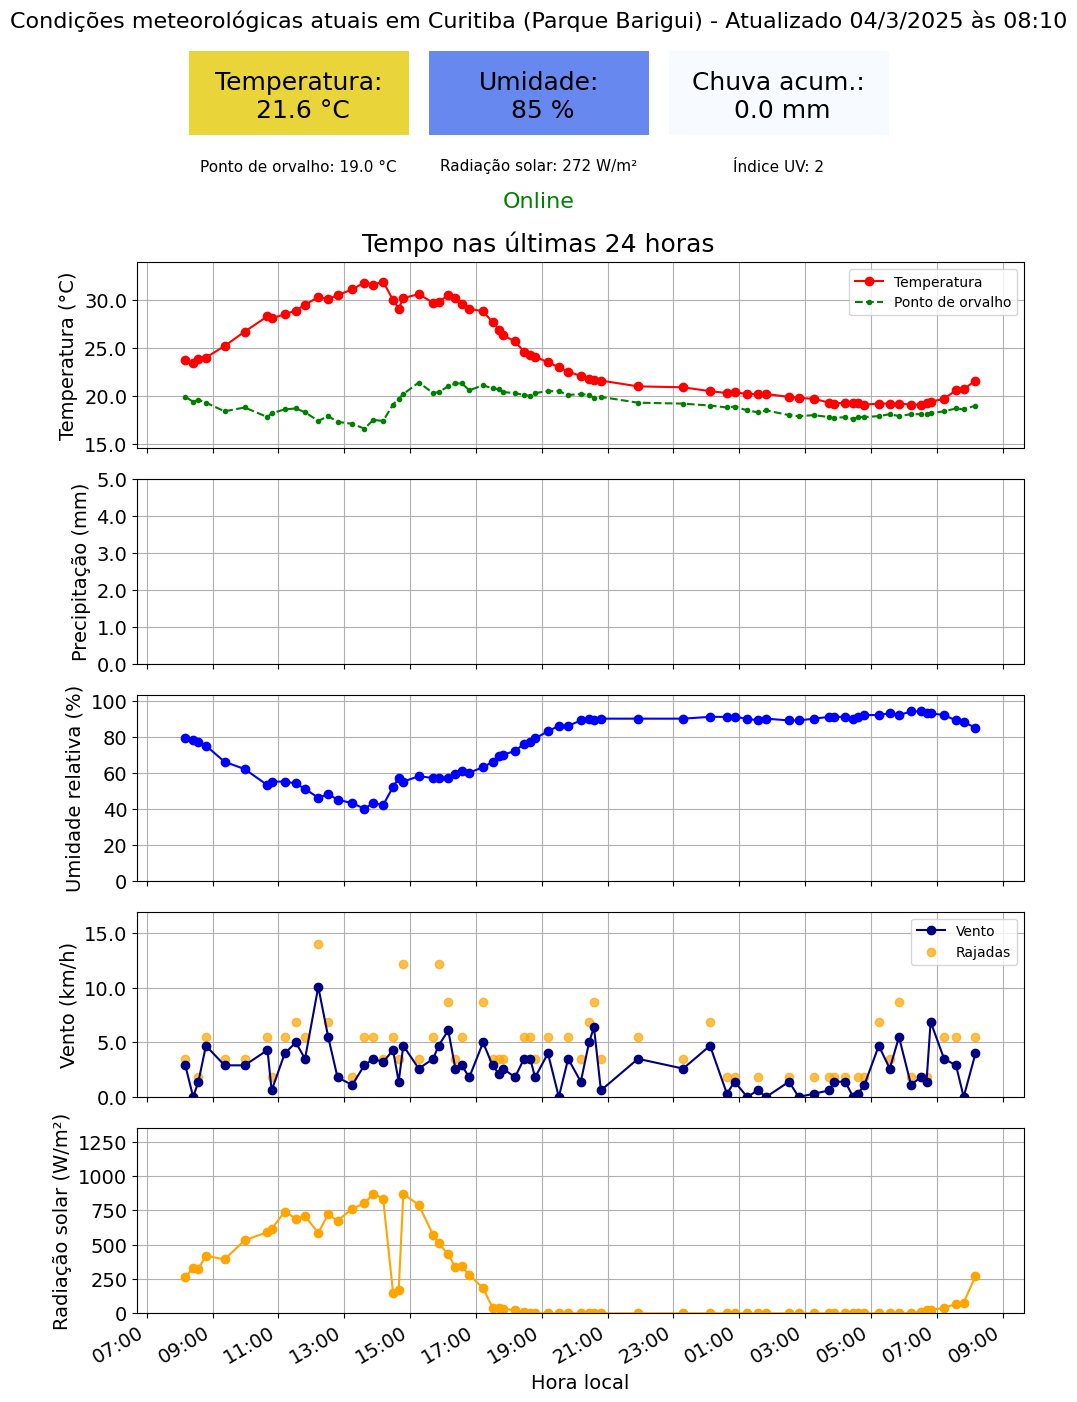 Condições meteorológicas atuais em Curitiba (Parque Barigui) - Atualizado 04/3/2025 às 08:10
Temperatura:
21.6 °C
Umidade:
85 %
Chuva acum.:
0.0 mm
Ponto de orvalho: 19.0 °C
Radiação solar: 272 W/m²
Índice UV: 2
Online
Tempo nas últimas 24 horas
Temperatura (°C)
30.0
25.0
20.0
15.0
Temperatura
Ponto de orvalho
Precipitação (mm)
5.0
4.0
3.0
2.0
1.0
0.0
Umidade relativa (%)
100
80
60
40
20
0
Vento (km/h)
15.0
10.0
5.0
0.0
Vento
Rajadas
Radiação solar (W/m²)
1250
1000
750
500
250
0
07:00
09:00
11:00
13:00
15:00
17:00
19:00
21:00
23:00
01:00
03:00
05:00
07:00
09:00
Hora local